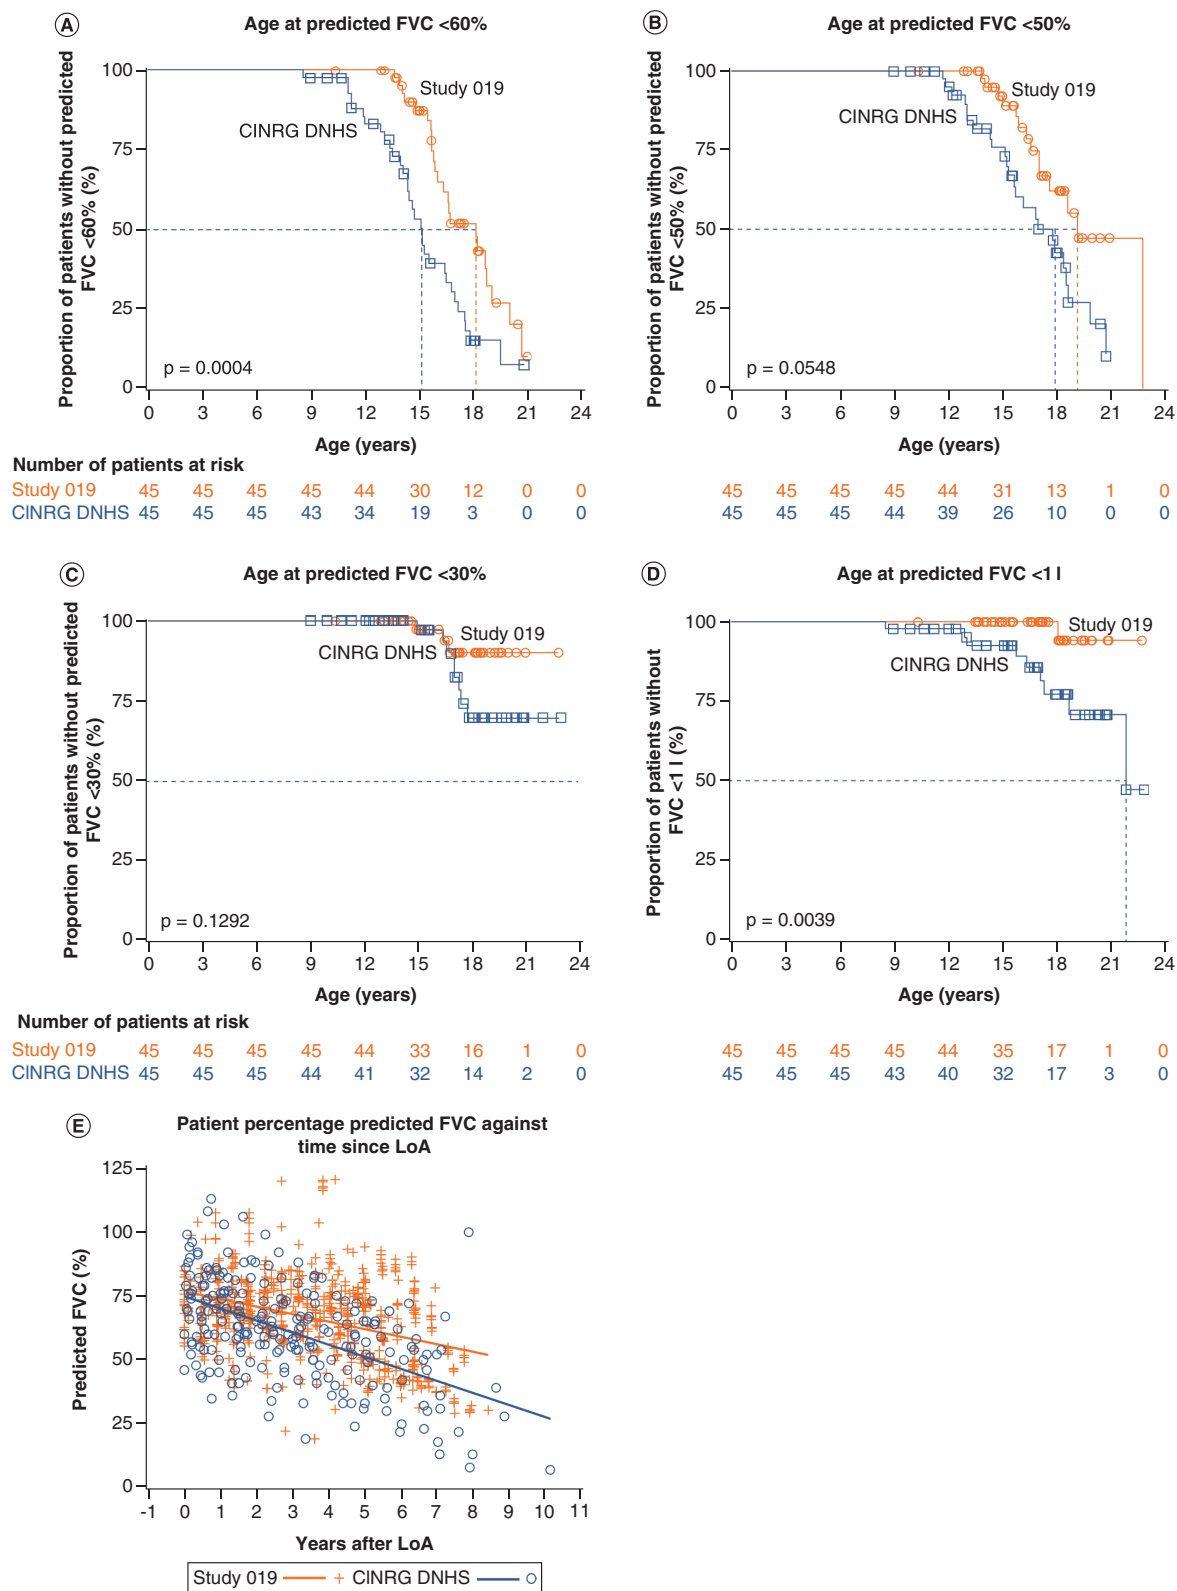 A Age at predicted FVC <60%
Proportion of patients without predicted
FVC <60% (%)
100
75
50
25
0
Study 019
CINRG DNHS
p = 0.0004
0 3 6 9 12 15 18 21 24
Age (years)
B Age at predicted FVC <50%
Proportion of patients without predicted
FVC <50% (%)
100
75
50
25
0
Study 019
CINRG DNHS
p = 0.0548
0 3 6 9 12 15 18 21 24
Age (years)
Number of patients at risk
Study 019 45 45 45 45 44 30 12 0 0 45 45 45 45 44 31 13 1 0
CINRG DNHS 45 45 45 43 34 19 3 0 0 45 45 45 44 39 26 10 0 0
C Age at predicted FVC <30%
Proportion of patients without predicted
FVC <30% (%)
100
75
50
25
0
Study 019
CINRG DNHS
p = 0.1292
0 3 6 9 12 15 18 21 24
Age (years)
D Age at predicted FVC <1 l
Proportion of patients without
FVC <1 l (%)
100
75
50
25
0
Study 019
CINRG DNHS
p = 0.0039
0 3 6 9 12 15 18 21 24
Age (years)
Number of patients at risk
Study 019 45 45 45 45 44 33 16 1 0 45 45 45 45 44 35 17 1 0
CINRG DNHS 45 45 45 44 41 32 14 2 0 45 45 45 43 40 32 17 3 0
E Patient percentage predicted FVC against
time since LoA
Predicted FVC (%)
125
100
75
50
25
0
-1 0 1 2 3 4 5 6 7 8 9 10 11
Years after LoA
Study 019 CINRG DNHS